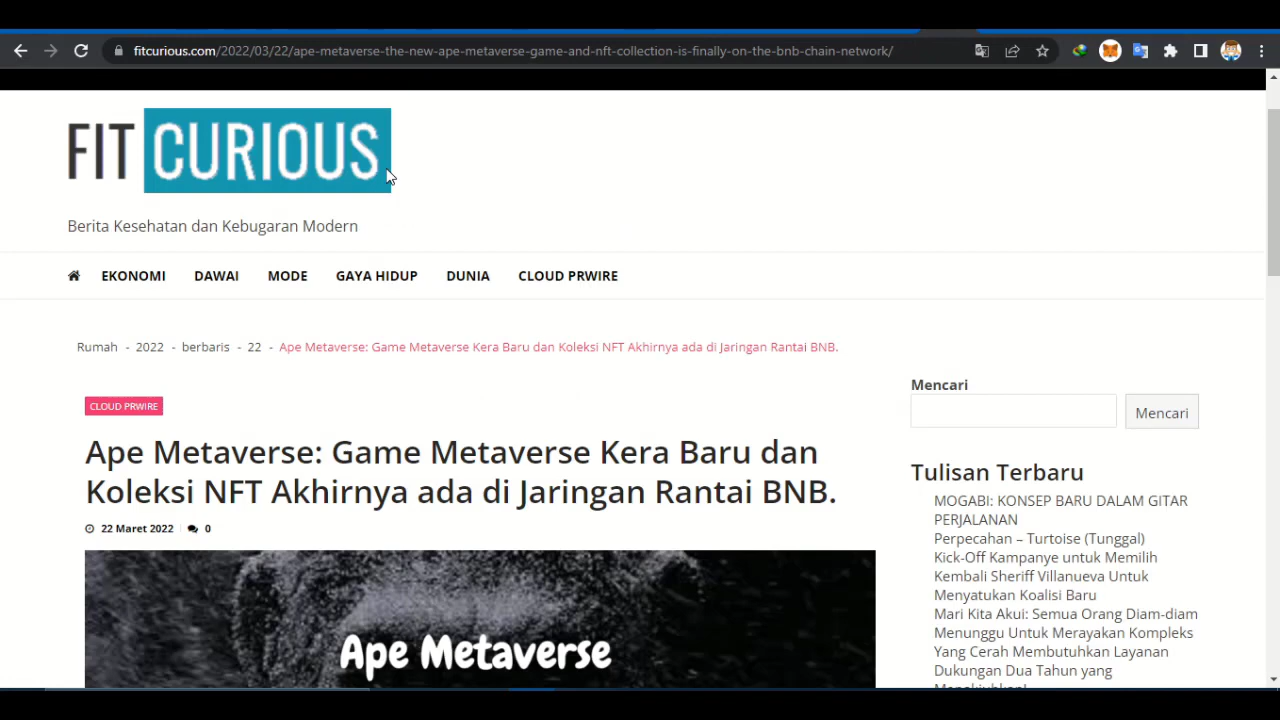 fitcurious.com/2022/03/22/ape-metaverse-the-new-ape-metaverse-game-and-nft-collection-is-finally-on-the-bnb-chain-network/
FIT CURIOUS
Berita Kesehatan dan Kebugaran Modern
EKONOMI DAWAI MODE GAYA HIDUP DUNIA CLOUD PRWIRE
Rumah - 2022 - berbaris - 22 - Ape Metaverse: Game Metaverse Kera Baru dan Koleksi NFT Akhirnya ada di Jaringan Rantai BNB.
CLOUD PRWIRE
Ape Metaverse: Game Metaverse Kera Baru dan
Koleksi NFT Akhirnya ada di Jaringan Rantai BNB.
22 Maret 2022 0
Ape Metaverse
Mencari
Mencari
Tulisan Terbaru
MOGABI: KONSEP BARU DALAM GITAR
PERJALANAN
Perpecahan – Turtoise (Tunggal)
Kick-Off Kampanye untuk Memilih
Kembali Sheriff Villanueva Untuk
Menyatukan Koalisi Baru
Mari Kita Akui: Semua Orang Diam-diam
Menunggu Untuk Merayakan Kompleks
Yang Cerah Membutuhkan Layanan
Dukungan Dua Tahun yang